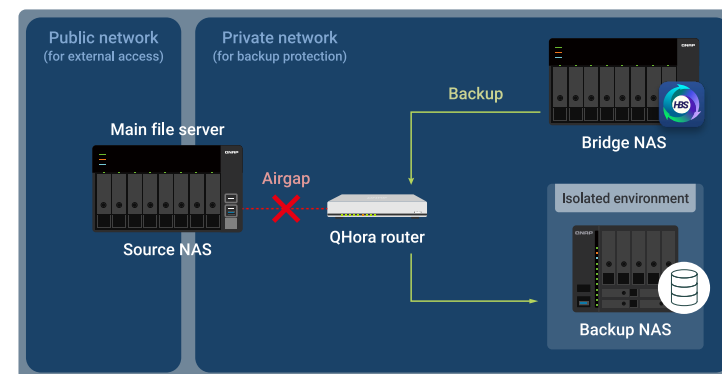 Public network
(for external access)
Private network
(for backup protection)
Main file server
Source NAS
Airgap
QHora router
Backup
QNAP
QNAP
HBS
Bridge NAS
Isolated environment
QNAP
Backup NAS